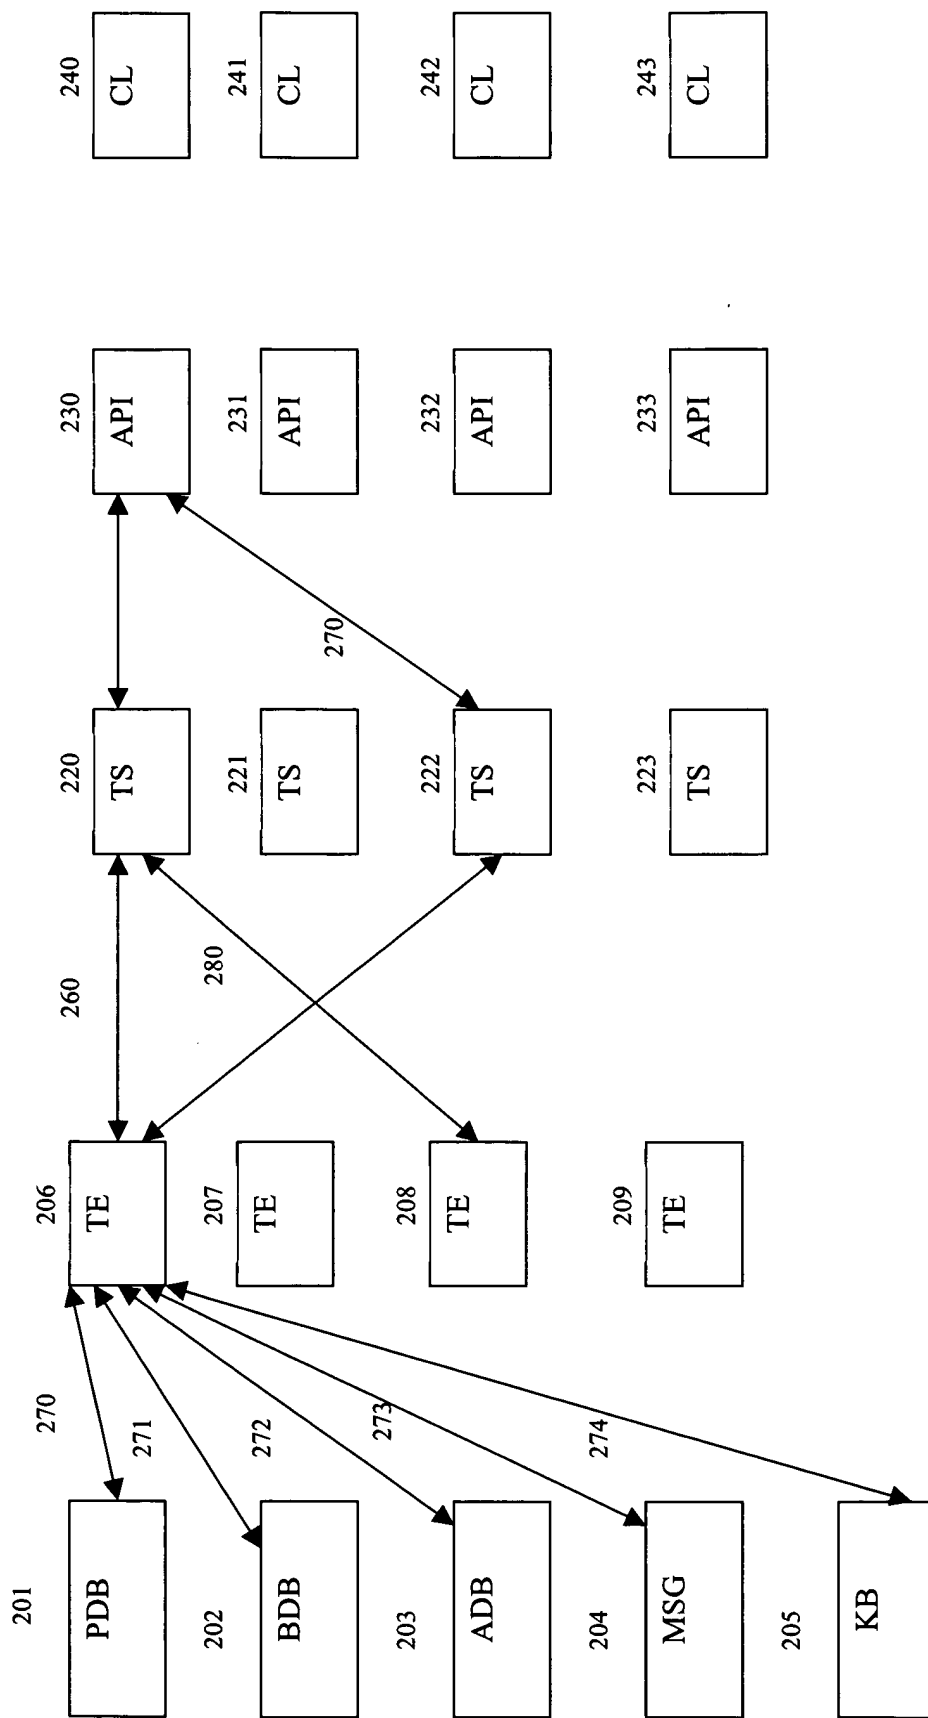 201
PDB
202
BDB
203
ADB
204
MSG
205
KB
270
271
272
273
274
206
TE
207
TE
208
TE
209
TE
260
280
220
TS
221
TS
222
TS
223
TS
270
230
API
231
API
232
API
233
API
240
CL
241
CL
242
CL
243
CL